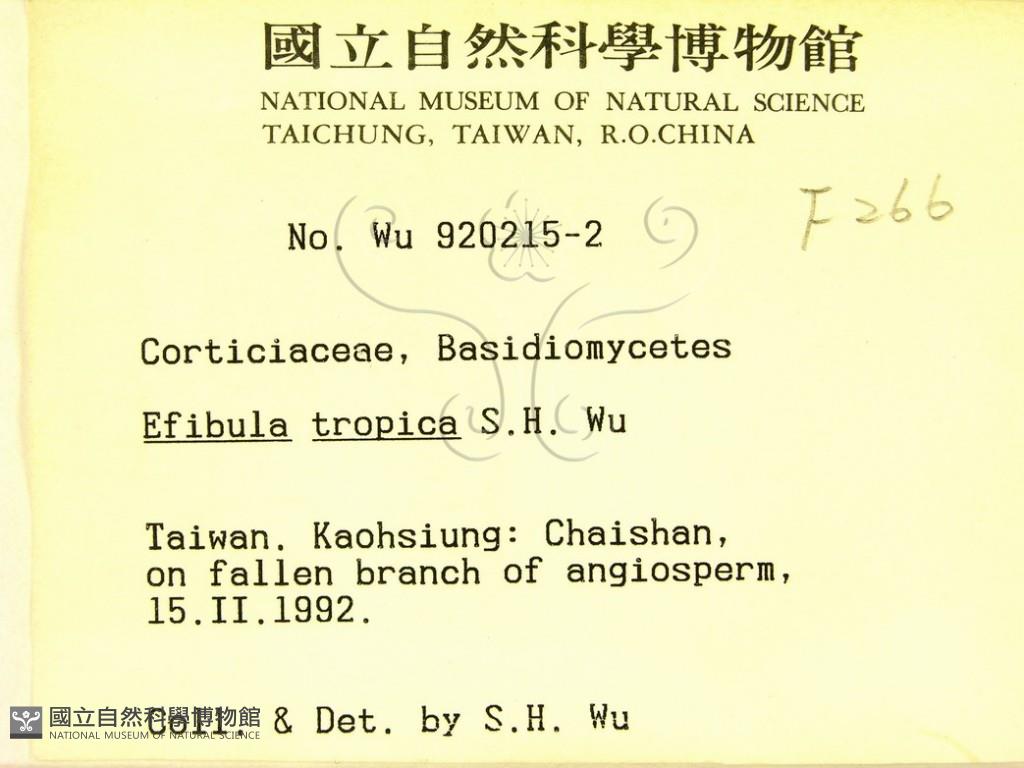 國立自然科學博物館
NATIONAL MUSEUM OF NATURAL SCIENCE
TAICHUNG, TAIWAN, R.O.CHINA
F266
No. Wu 920215-2
Corticiaceae, Basidiomycetes
Efibula tropica S.H. Wu
Taiwan. Kaohsiung: Chaishan,
on fallen branch of angiosperm,
15.II.1992.
Coll. & Det. by S.H. Wu
國立自然科學博物館
NATIONAL MUSEUM OF NATURAL SCIENCE